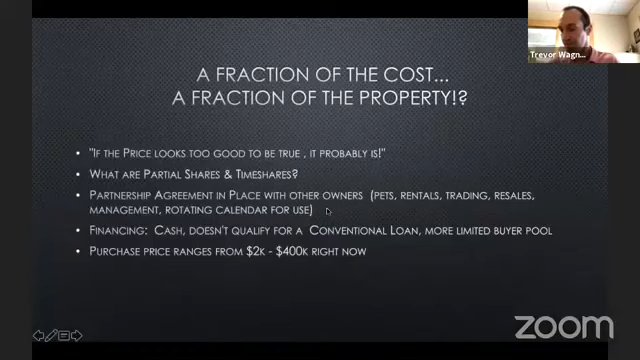 Trevor Wagn...
A FRACTION OF THE COST...
A FRACTION OF THE PROPERTY!?
• "IF THE PRICE LOOKS TOO GOOD TO BE TRUE , IT PROBABLY IS!"
• WHAT ARE PARTIAL SHARES & TIMESHARES?
• PARTNERSHIP AGREEMENT IN PLACE WITH OTHER OWNERS (PETS, RENTALS, TRADING, RESALES,
MANAGEMENT, ROTATING CALENDAR FOR USE)
• FINANCING: CASH, DOESN'T QUALIFY FOR A CONVENTIONAL LOAN, MORE LIMITED BUYER POOL
• PURCHASE PRICE RANGES FROM $2K - $400K RIGHT NOW
zoom